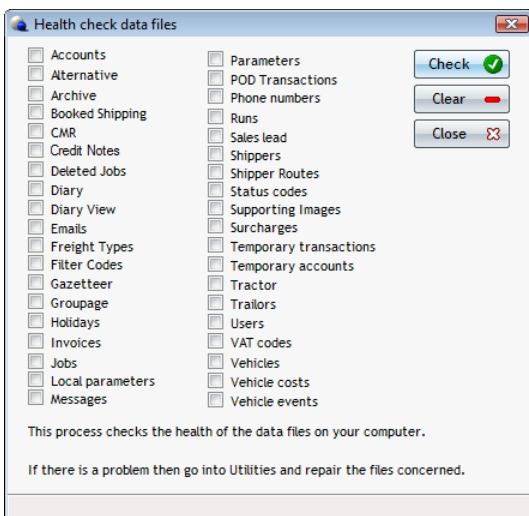 Health check data files
Accounts
Alternative
Archive
Booked Shipping
CMR
Credit Notes
Deleted Jobs
Diary
Diary View
Emails
Freight Types
Filter Codes
Gazetteer
Groupage
Holidays
Invoices
Jobs
Local parameters
Messages
Parameters
POD Transactions
Phone numbers
Runs
Sales lead
Shippers
Shipper Routes
Status codes
Supporting Images
Surcharges
Temporary transactions
Temporary accounts
Tractor
Trailors
Users
VAT codes
Vehicles
Vehicle costs
Vehicle events
Check
Clear
Close
This process checks the health of the data files on your computer.
If there is a problem then go into Utilities and repair the files concerned.